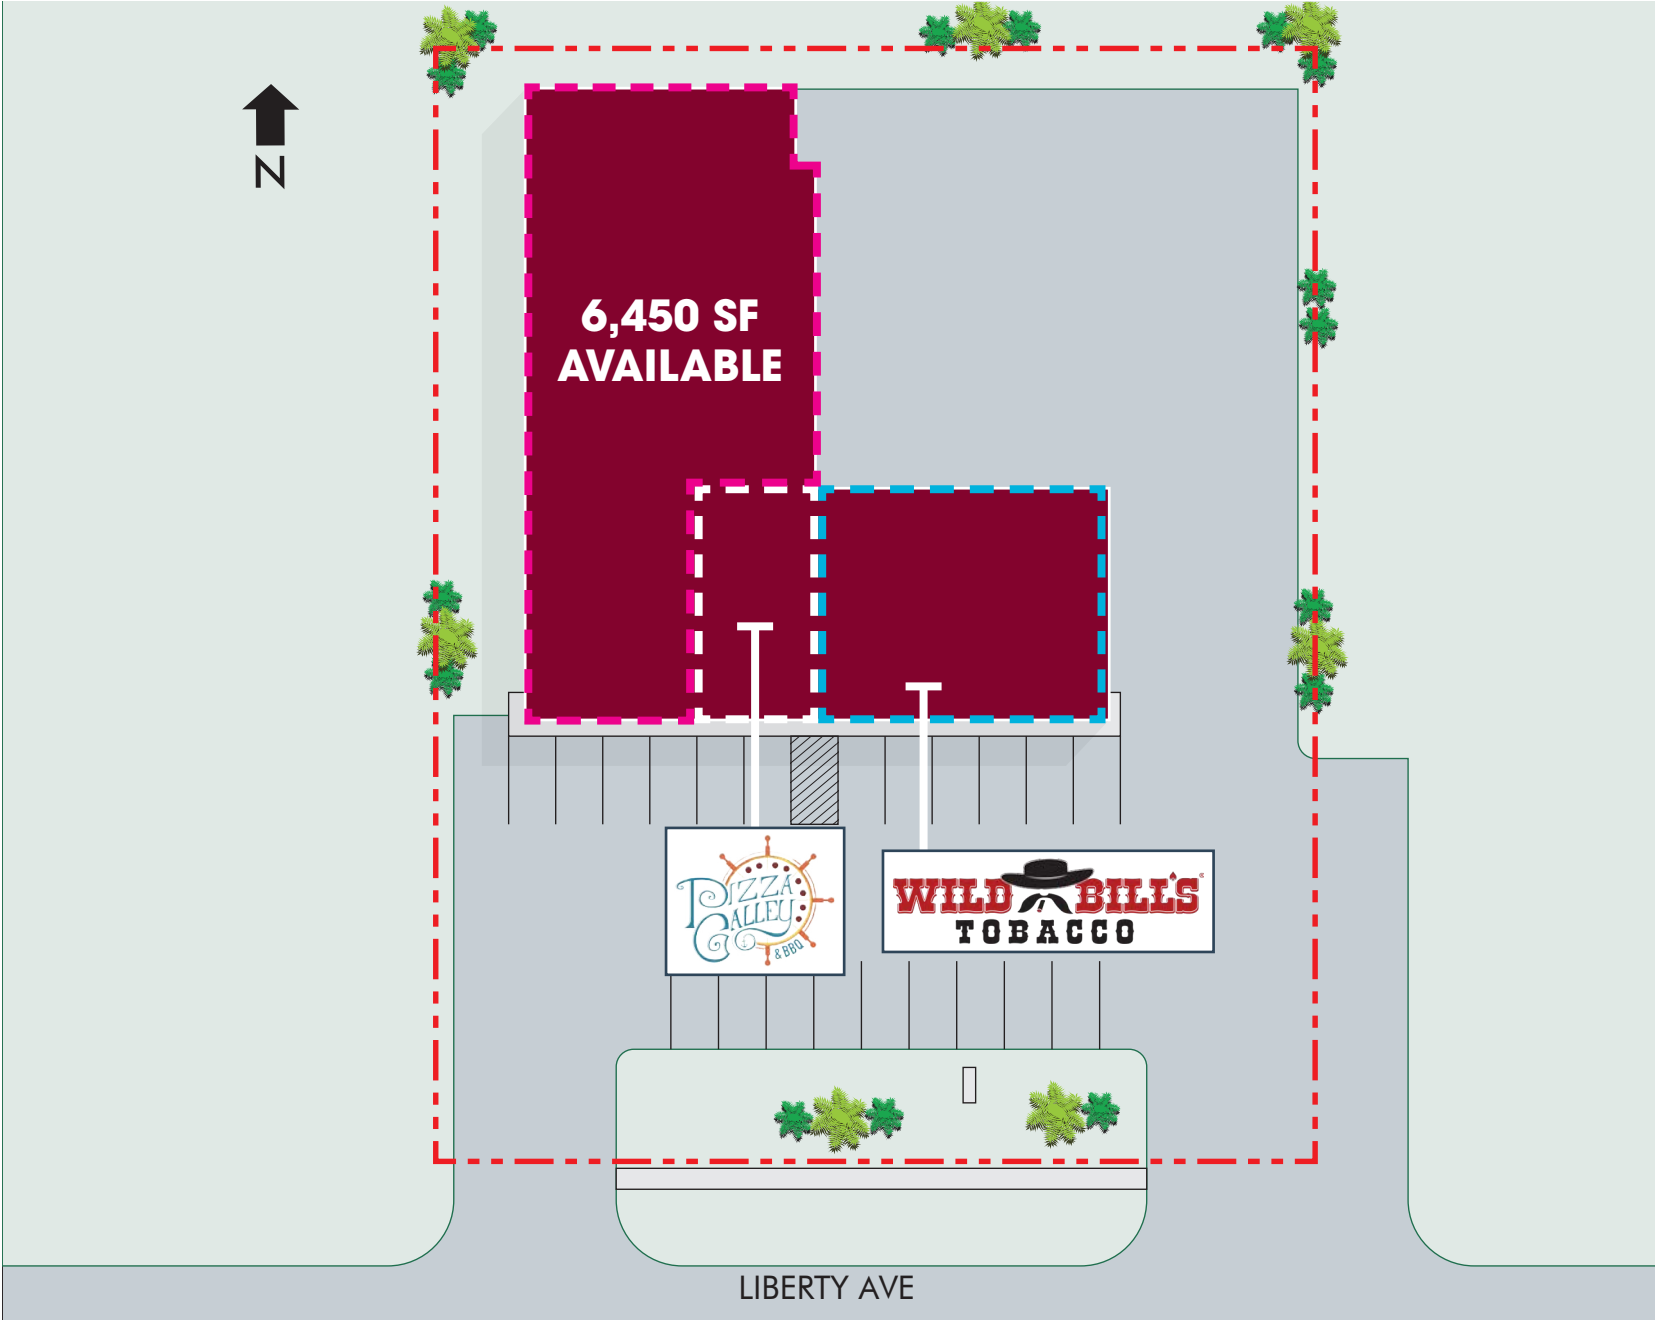 N
6,450 SF
AVAILABLE
PIZZA
GALLEY
& BBQ
WILD BILL'S
TOBACCO
LIBERTY AVE